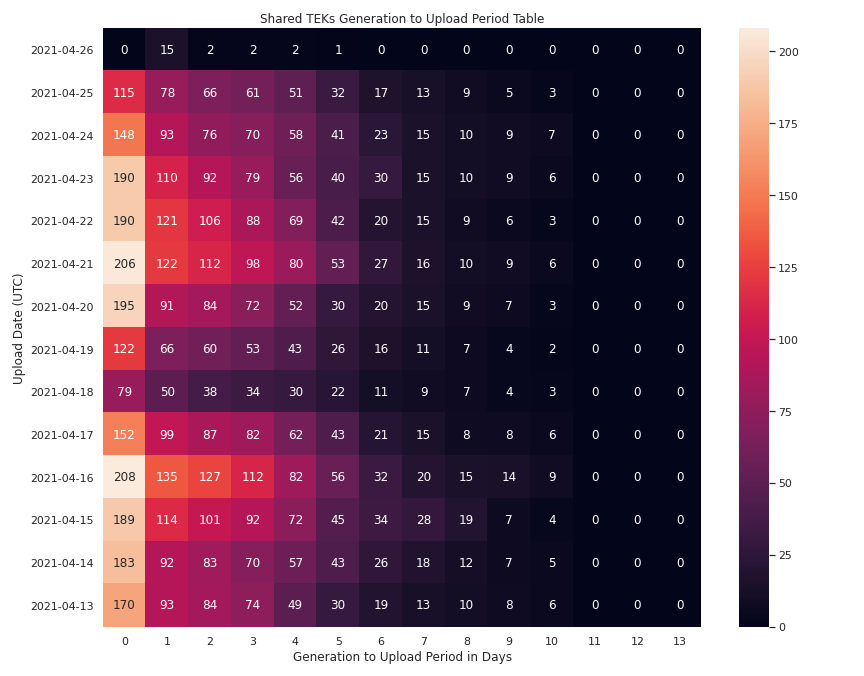 Shared TEKs Generation to Upload Period Table
Upload Date (UTC)
2021-04-26 0 15 2 2 2 1 0 0 0 0 0 0 0 0
2021-04-25 115 78 66 61 51 32 17 13 9 5 3 0 0 0
2021-04-24 148 93 76 70 58 41 23 15 10 9 7 0 0 0
2021-04-23 190 110 92 79 56 40 30 15 10 9 6 0 0 0
2021-04-22 190 121 106 88 69 42 20 15 9 6 3 0 0 0
2021-04-21 206 122 112 98 80 53 27 16 10 9 6 0 0 0
2021-04-20 195 91 84 72 52 30 20 15 9 7 3 0 0 0
2021-04-19 122 66 60 53 43 26 16 11 7 4 2 0 0 0
2021-04-18 79 50 38 34 30 22 11 9 7 4 3 0 0 0
2021-04-17 152 99 87 82 62 43 21 15 8 8 6 0 0 0
2021-04-16 208 135 127 112 82 56 32 20 15 14 9 0 0 0
2021-04-15 189 114 101 92 72 45 34 28 19 7 4 0 0 0
2021-04-14 183 92 83 70 57 43 26 18 12 7 5 0 0 0
2021-04-13 170 93 84 74 49 30 19 13 10 8 6 0 0 0
0 1 2 3 4 5 6 7 8 9 10 11 12 13
Generation to Upload Period in Days
200
175
150
125
100
75
50
25
0